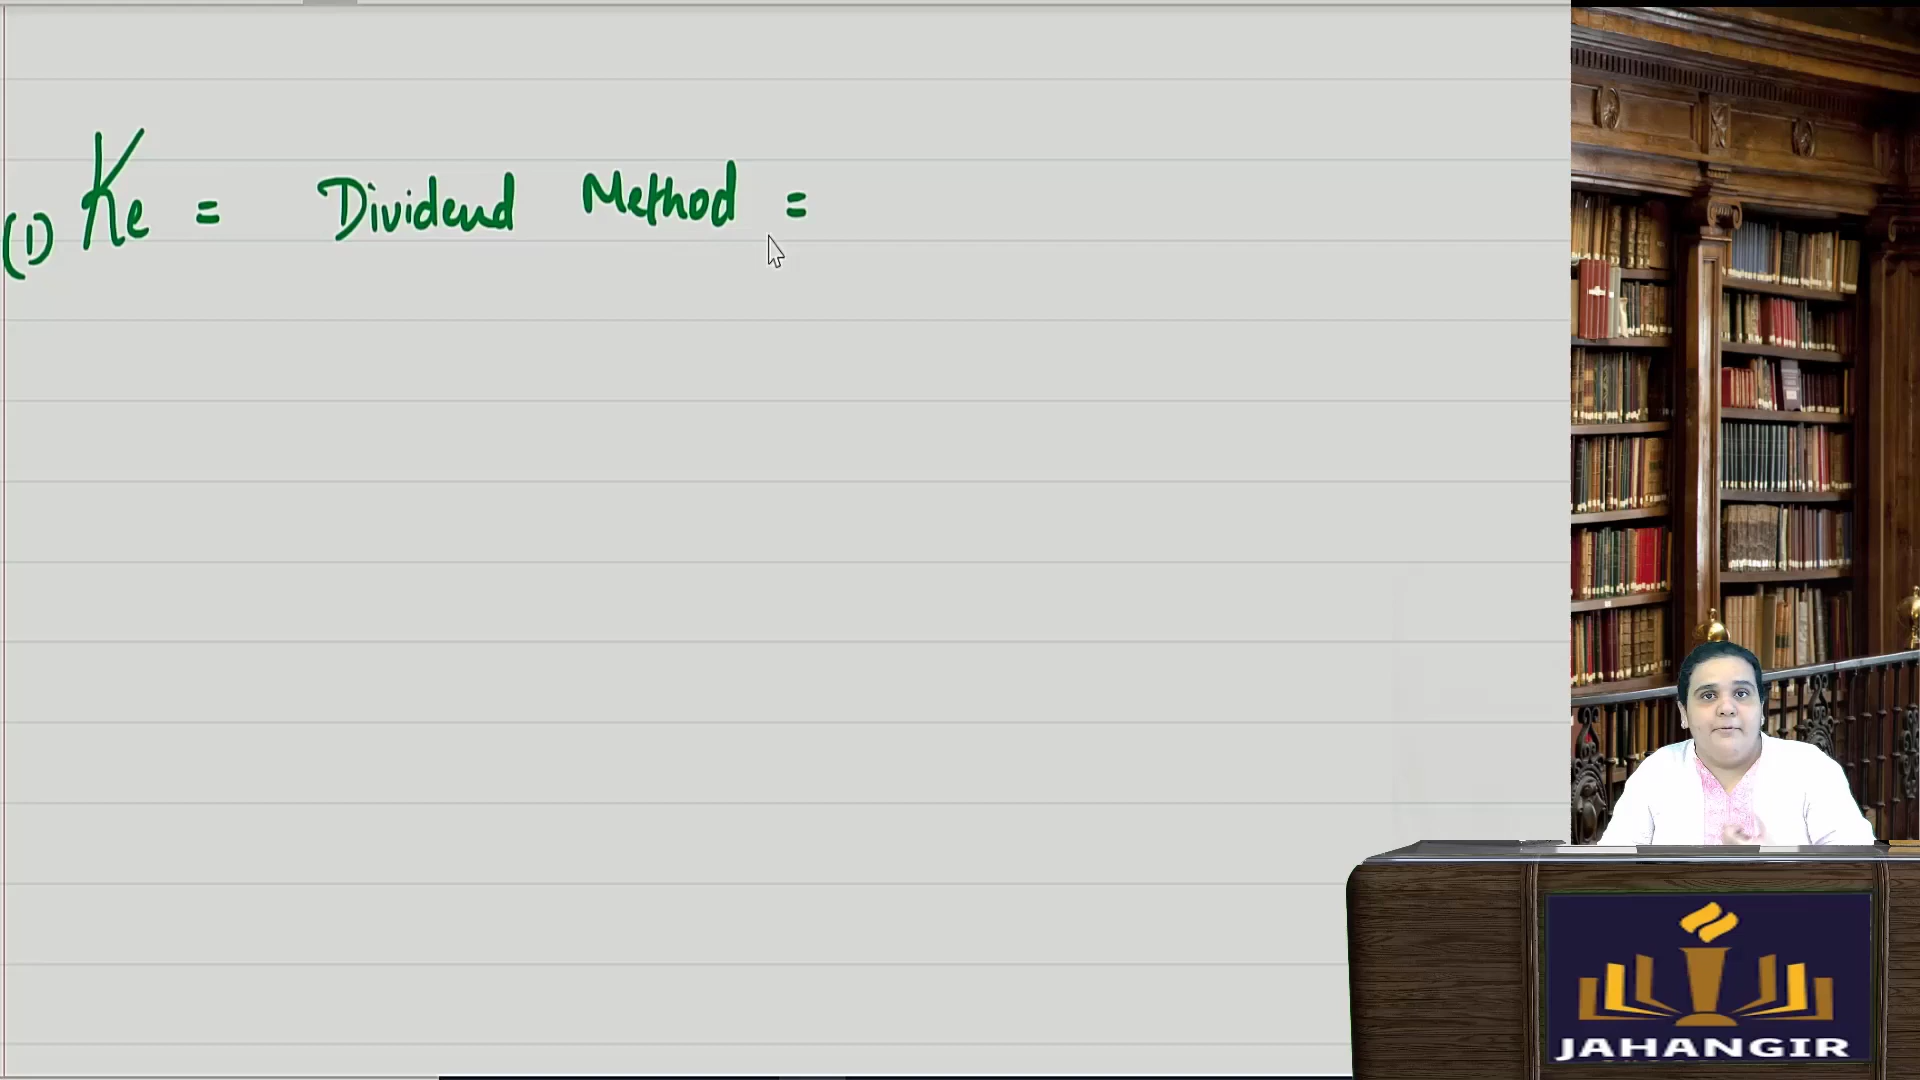 (1) Ke = Dividend Method =
JAHANGIR